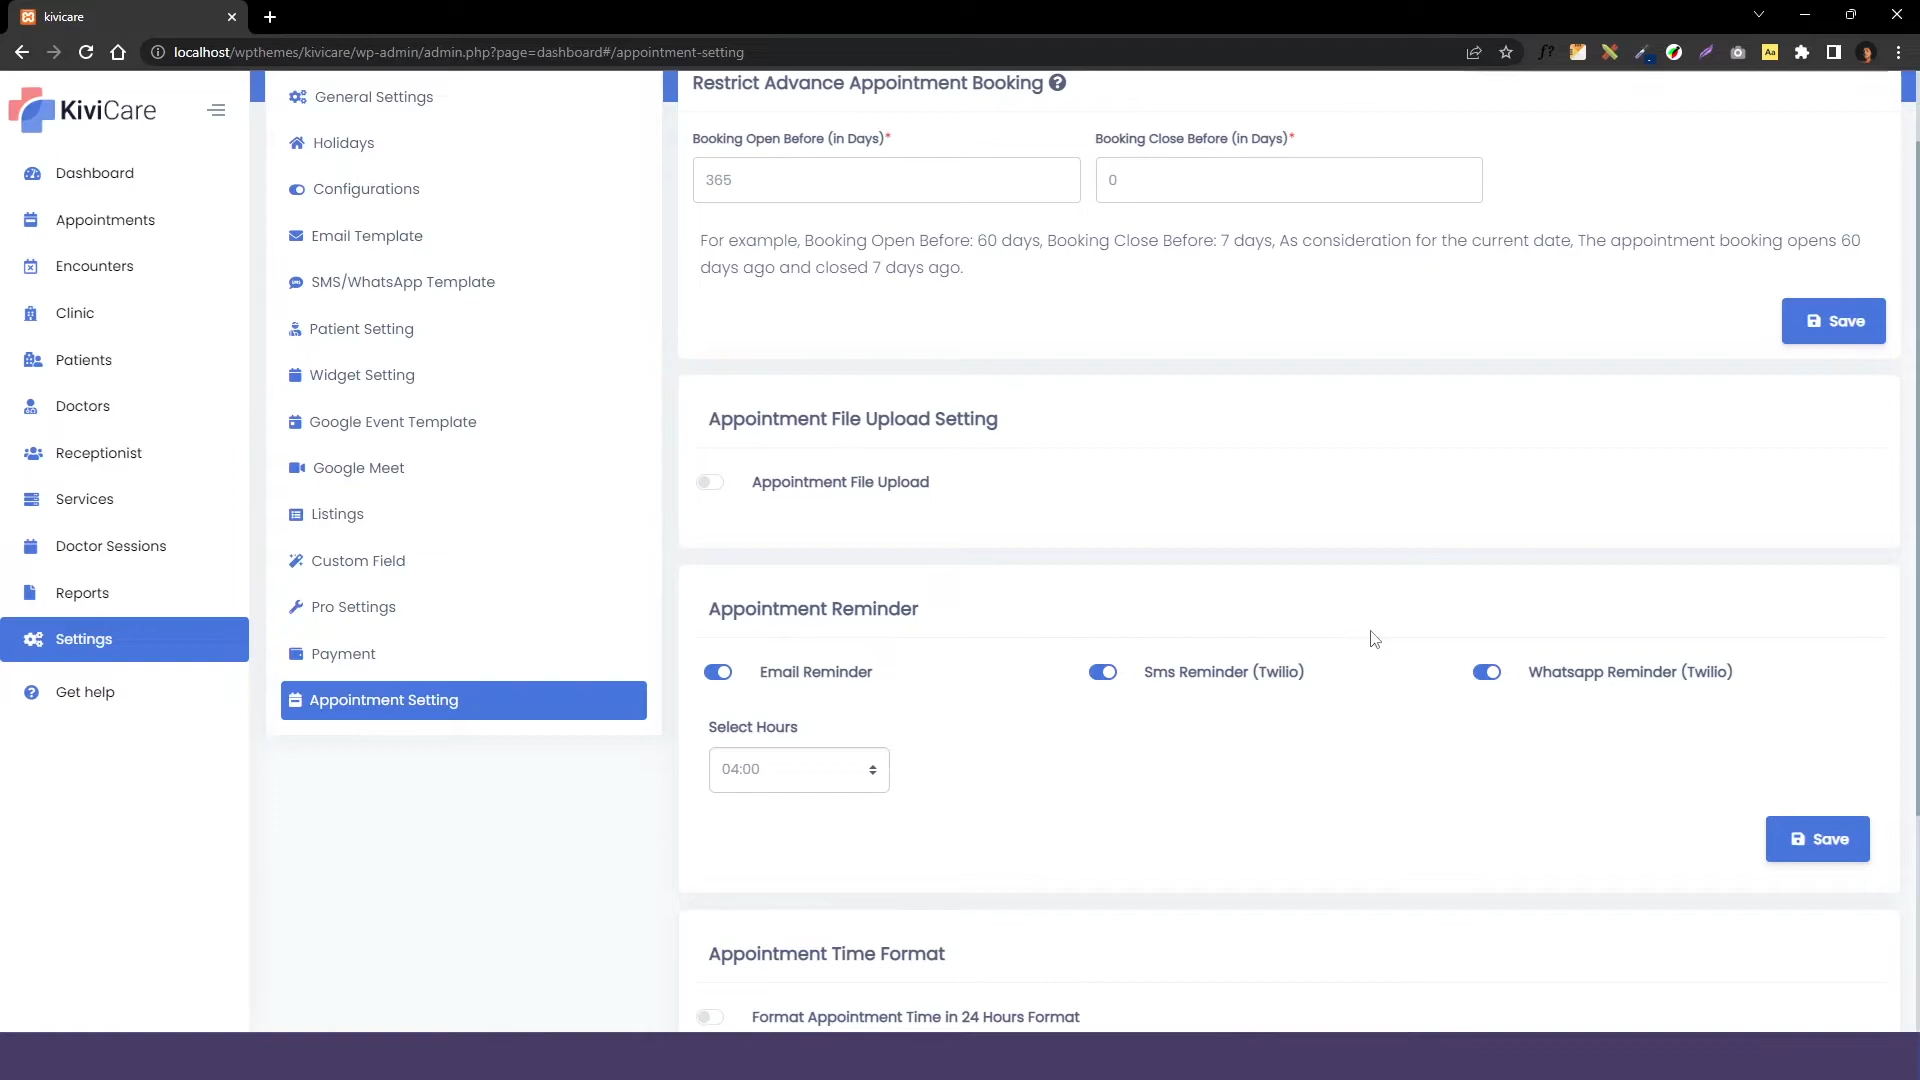 kivicare
localhost/wpthemes/kivicare/wp-admin/admin.php?page=dashboard#/appointment-setting
f?
Aa
KiviCare
Dashboard
Appointments
Encounters
Clinic
Patients
Doctors
Receptionist
Services
Doctor Sessions
Reports
Settings
Get help
General Settings
Holidays
Configurations
Email Template
SMS/WhatsApp Template
Patient Setting
Widget Setting
Google Event Template
Google Meet
Listings
Custom Field
Pro Settings
Payment
Appointment Setting
Restrict Advance Appointment Booking
Booking Open Before (in Days)*
Booking Close Before (in Days)*
365
0
For example, Booking Open Before: 60 days, Booking Close Before: 7 days, As consideration for the current date, The appointment booking opens 60
days ago and closed 7 days ago.
Save
Appointment File Upload Setting
Appointment File Upload
Appointment Reminder
Email Reminder
Sms Reminder (Twilio)
Whatsapp Reminder (Twilio)
Select Hours
04:00
Save
Appointment Time Format
Format Appointment Time in 24 Hours Format